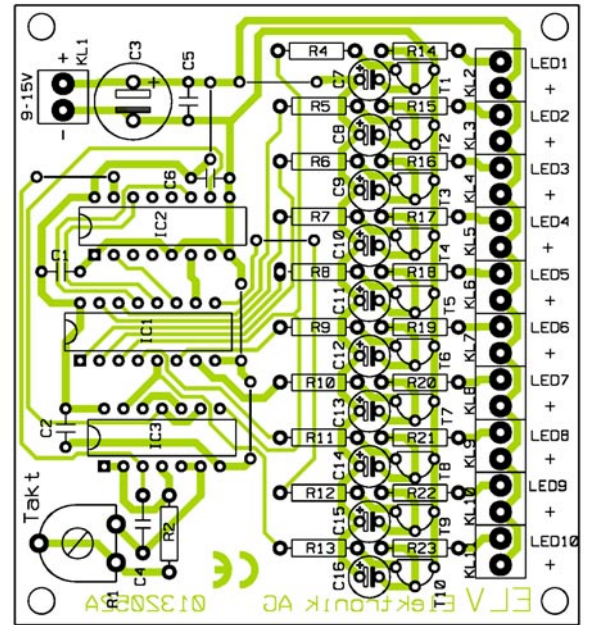 + KL1 C3 + C5
9-15V
-
R4 R14 LED1
C7 + T1 KL2 +
R5 R15 LED2
C8 + T2 KL3 +
R6 R16 LED3
C6
C9 + T3 KL4 +
R7 R17 LED4
IC2
C10 + T4 KL5 +
C1
R8 R18 LED5
C11 + T5 KL6 +
IC1
R9 R19 LED6
C12 + T6 KL7 +
R10 R20 LED7
C13 + T7 KL8 +
C2 IC3
R11 R21 LED8
C14 + T8 KL9 +
R12 R22 LED9
Takt
C15 + T9 KL10 +
C4 R2
R13 R23 LED10
R1 CE
C16 + T10 KL11 +
ELV Elektronik AG 0132052A